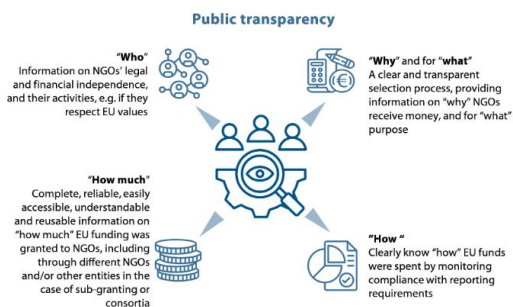 Public transparency
"Who"
Information on NGOs' legal
and financial independence,
and their activities, e.g. if they
respect EU values
"Why" and for "what"
A clear and transparent
selection process, providing
information on "why" NGOs
receive money, and for "what"
purpose
"How much"
Complete, reliable, easily
accessible, understandable
and reusable information on
"how much" EU funding was
granted to NGOs, including
through different NGOs
and/or other entities in the
case of sub-granting or
consortia
"How "
Clearly know "how" EU funds
were spent by monitoring
compliance with reporting
requirements